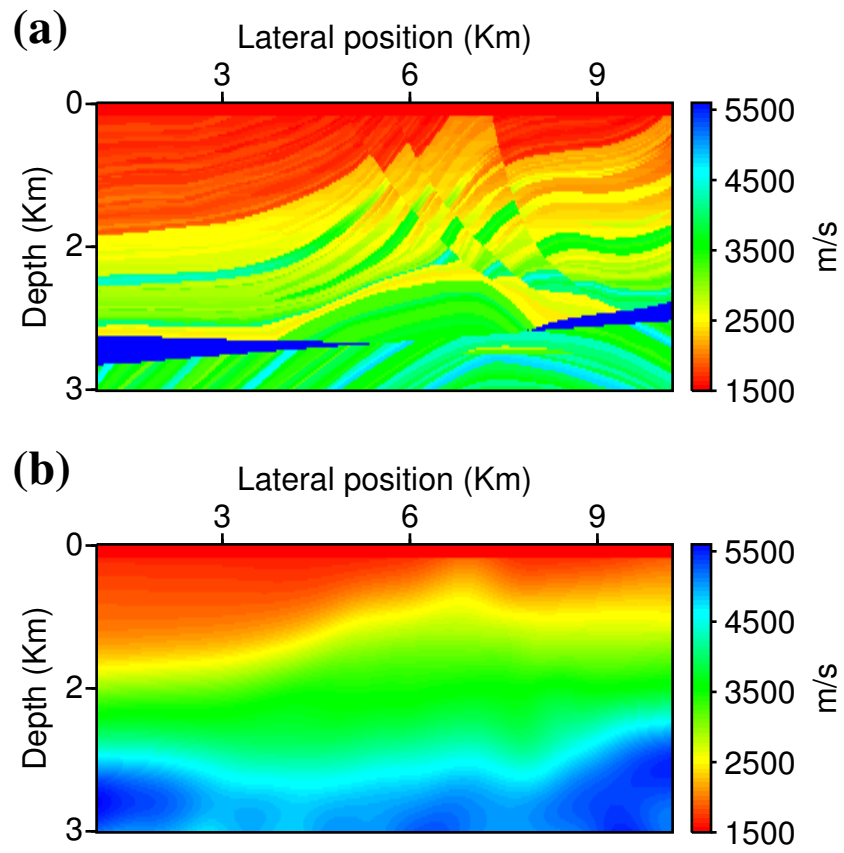 (a)
Lateral position (Km)
3 6 9
0
2
3
Depth (Km)
5500
4500
3500
2500
1500
m/s
(b)
Lateral position (Km)
3 6 9
0
2
3
Depth (Km)
5500
4500
3500
2500
1500
m/s